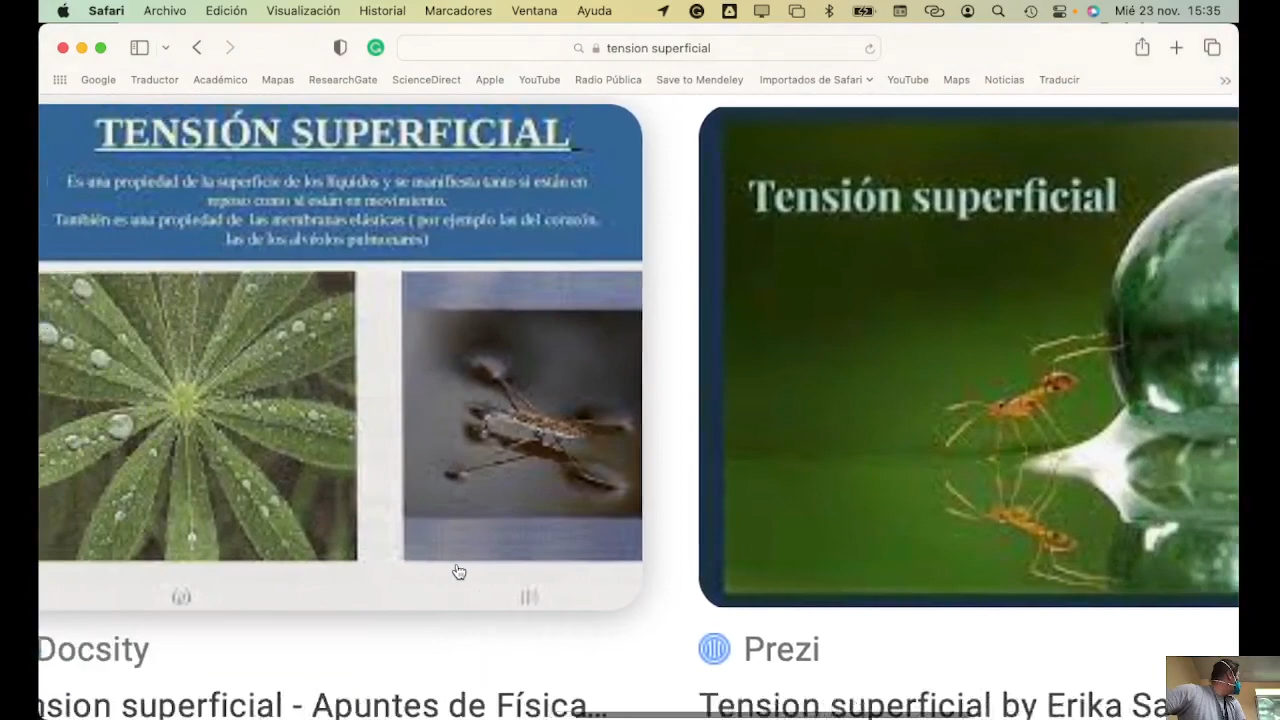 Safari Archivo Edición Visualización Historial Marcadores Ventana Ayuda Mié 23 nov. 15:35
tension superficial
Google Traductor Académico Mapas ResearchGate ScienceDirect Apple YouTube Radio Pública Save to Mendeley Importados de Safari YouTube Maps Noticias Traducir
TENSIÓN SUPERFICIAL
Es una propiedad de la superficie de los líquidos y se manifiesta tanto si están en
reposo como si están en movimiento.
También es una propiedad de las membranas elásticas ( por ejemplo las del corazón,
las de los alvéolos pulmonares)
Tensión superficial
Docsity
nsion superficial - Apuntes de Física...
Prezi
Tension superficial by Erika Sa